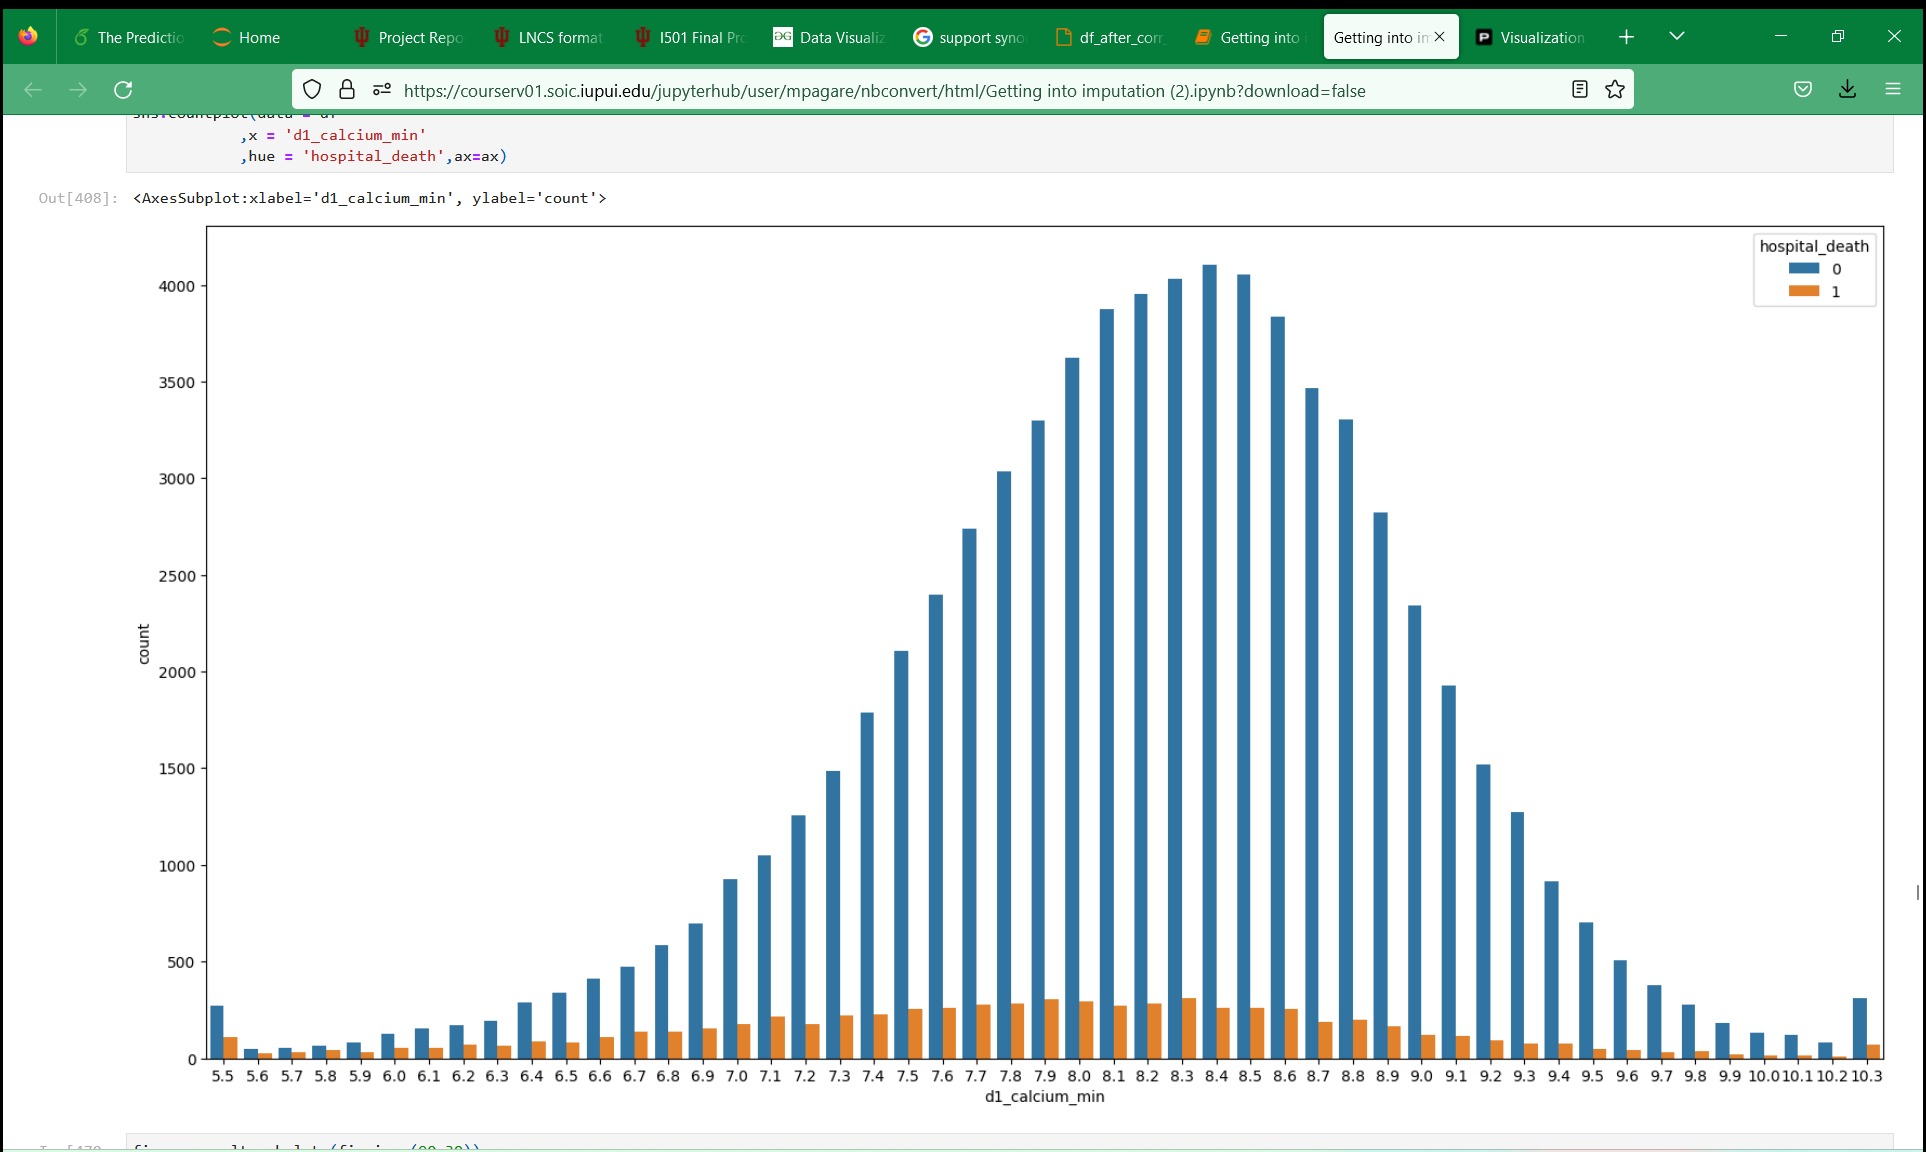 The Predictio
Home
Project Repo
LNCS format
I501 Final Pro
Data Visualiz
support syno
df_after_corr
Getting into i
Getting into im
Visualization
https://courserv01.soic.iupui.edu/jupyterhub/user/mpagare/nbconvert/html/Getting into imputation (2).ipynb?download=false
sns.countplot(data = df
,x = 'd1_calcium_min'
,hue = 'hospital_death',ax=ax)
Out[408]: <AxesSubplot:xlabel='d1_calcium_min', ylabel='count'>
hospital_death
0
1
4000
3500
3000
2500
2000
1500
1000
500
0
count
5.5 5.6 5.7 5.8 5.9 6.0 6.1 6.2 6.3 6.4 6.5 6.6 6.7 6.8 6.9 7.0 7.1 7.2 7.3 7.4 7.5 7.6 7.7 7.8 7.9 8.0 8.1 8.2 8.3 8.4 8.5 8.6 8.7 8.8 8.9 9.0 9.1 9.2 9.3 9.4 9.5 9.6 9.7 9.8 9.9 10.0 10.1 10.2 10.3
d1_calcium_min